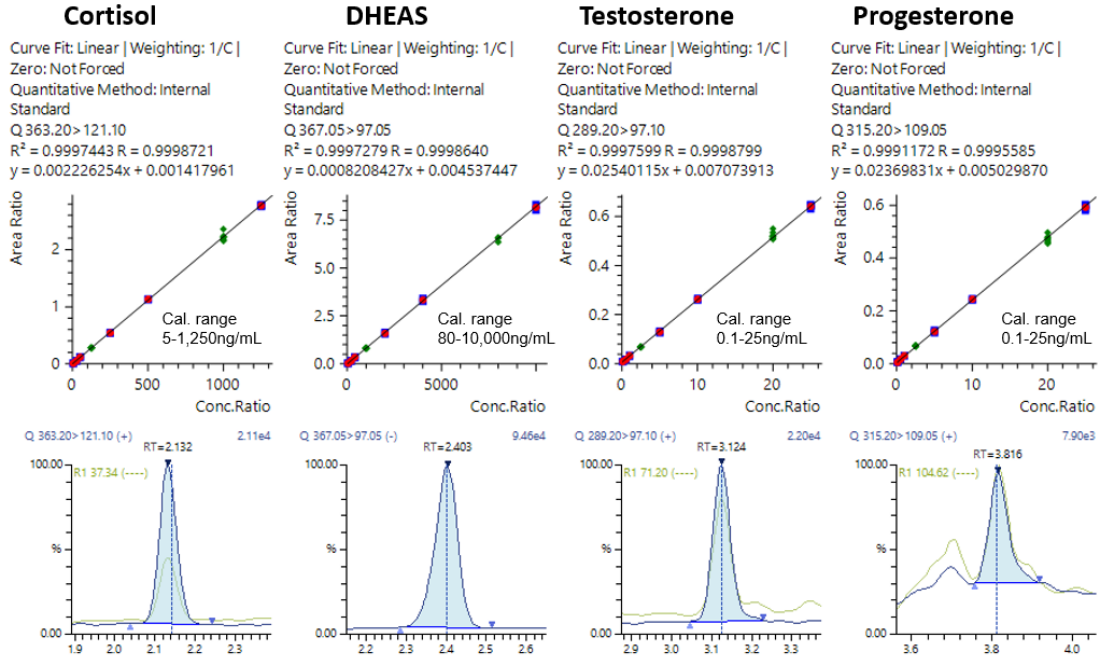 Cortisol
Curve Fit: Linear | Weighting: 1/C |
Zero: Not Forced
Quantitative Method: Internal
Standard
Q 363.20>121.10
R² = 0.9997443 R = 0.9998721
y = 0.002226254x + 0.001417961
Area Ratio
2
1
0
Cal. range
5-1,250ng/mL
0 500 1000
Conc.Ratio
DHEAS
Curve Fit: Linear | Weighting: 1/C |
Zero: Not Forced
Quantitative Method: Internal
Standard
Q 367.05>97.05
R² = 0.9997279 R = 0.9998640
y = 0.0008208427x + 0.004537447
Area Ratio
7.5
5.0
2.5
0.0
Cal. range
80-10,000ng/mL
0 5000
Conc.Ratio
Testosterone
Curve Fit: Linear | Weighting: 1/C |
Zero: Not Forced
Quantitative Method: Internal
Standard
Q 289.20>97.10
R² = 0.9997599 R = 0.9998799
y = 0.02540115x + 0.007073913
Area Ratio
0.6
0.4
0.2
0.0
Cal. range
0.1-25ng/mL
0 10 20
Conc.Ratio
Progesterone
Curve Fit: Linear | Weighting: 1/C |
Zero: Not Forced
Quantitative Method: Internal
Standard
Q 315.20>109.05
R² = 0.9991172 R = 0.9995585
y = 0.02369831x + 0.005029870
Area Ratio
0.6
0.4
0.2
0.0
Cal. range
0.1-25ng/mL
0 10 20
Conc.Ratio
Q 363.20>121.10 (+) 2.11e4
RT=2.132
100.00
R1 37.34 (----)
%
0.00
1.9 2.0 2.1 2.2 2.3
Q 367.05>97.05 (-) 9.46e4
RT=2.403
100.00
%
0.00
2.2 2.3 2.4 2.5 2.6
Q 289.20>97.10 (+) 2.20e4
RT=3.124
100.00
R1 71.20 (----)
%
0.00
2.9 3.0 3.1 3.2 3.3
Q 315.20>109.05 (+) 7.90e3
RT=3.816
100.00
R1 104.62 (----)
%
0.00
3.6 3.8 4.0